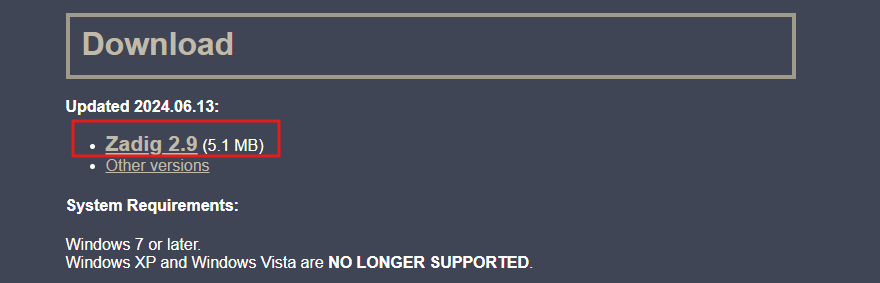 Download
Updated 2024.06.13:
Zadig 2.9 (5.1 MB)
Other versions
System Requirements:
Windows 7 or later.
Windows XP and Windows Vista are NO LONGER SUPPORTED.